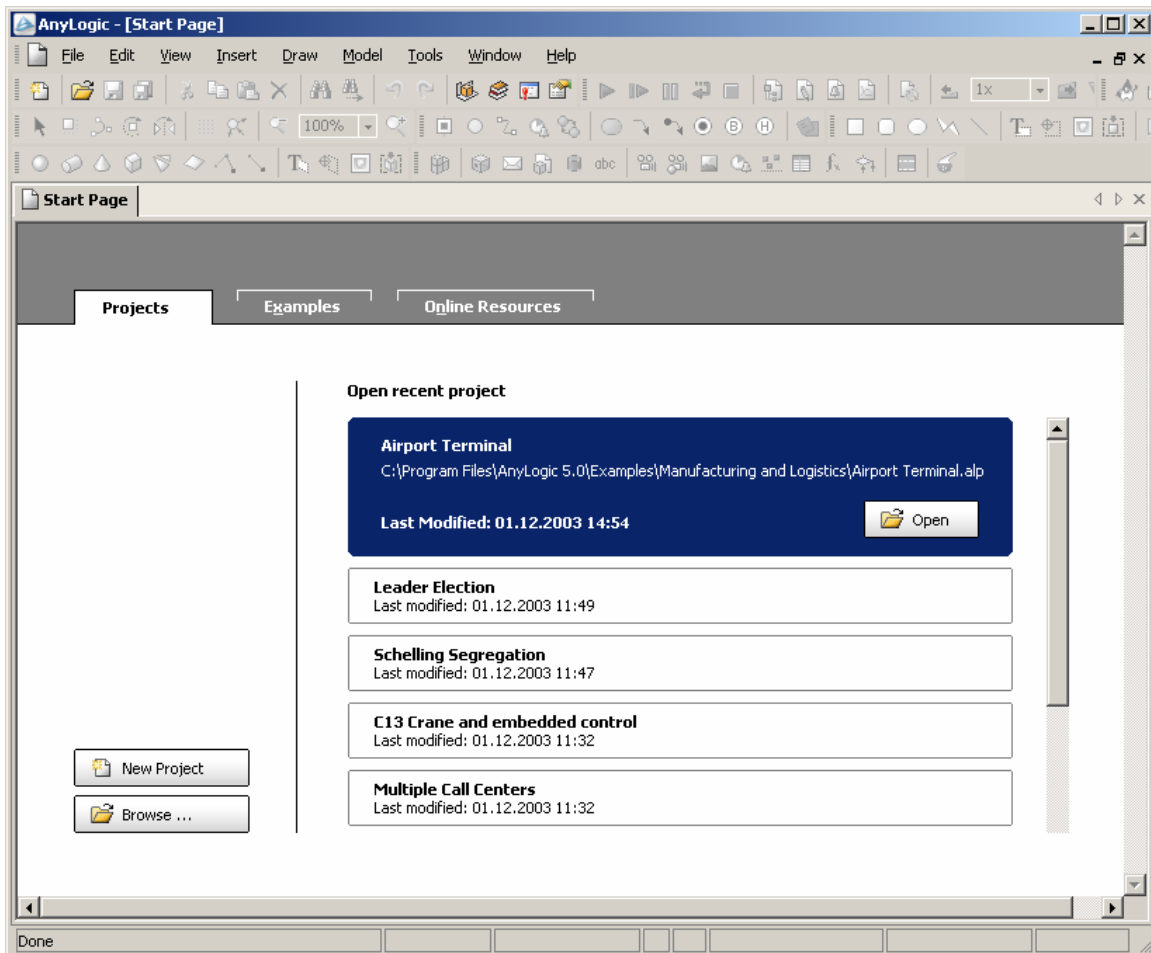 AnyLogic - [Start Page]
File Edit View Insert Draw Model Tools Window Help
1x
100%
B H
abc
Start Page
Projects Examples Online Resources
Open recent project
Airport Terminal
C:\Program Files\AnyLogic 5.0\Examples\Manufacturing and Logistics\Airport Terminal.alp
Last Modified: 01.12.2003 14:54
Open
Leader Election
Last modified: 01.12.2003 11:49
Schelling Segregation
Last modified: 01.12.2003 11:47
C13 Crane and embedded control
Last modified: 01.12.2003 11:32
New Project
Multiple Call Centers
Last modified: 01.12.2003 11:32
Browse ...
Done